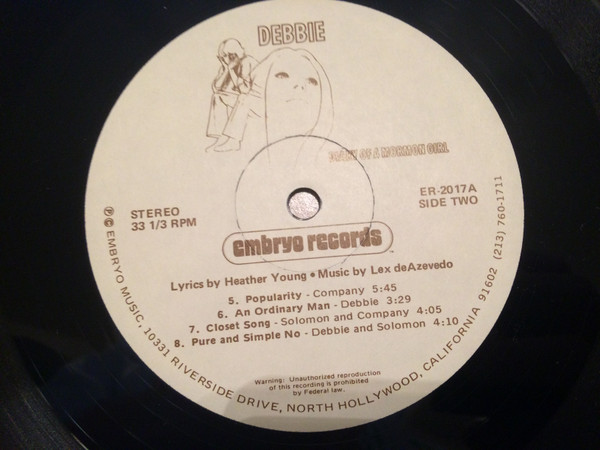 DEBBIE
DIARY OF A MORMON GIRL
STEREO
33 1/3 RPM
ER-2017A
SIDE TWO
embryo records
TM
Lyrics by Heather Young • Music by Lex deAzevedo
5. Popularity - Company 5:45
6. An Ordinary Man - Debbie 3:29
7. Closet Song - Solomon and Company 4:05
8. Pure and Simple No - Debbie and Solomon 4:10
Warning: Unauthorized reproduction
of this recording is prohibited
by Federal law.
℗ © EMBRYO MUSIC, 10331 RIVERSIDE DRIVE, NORTH HOLLYWOOD, CALIFORNIA 91602 (213) 760-1711